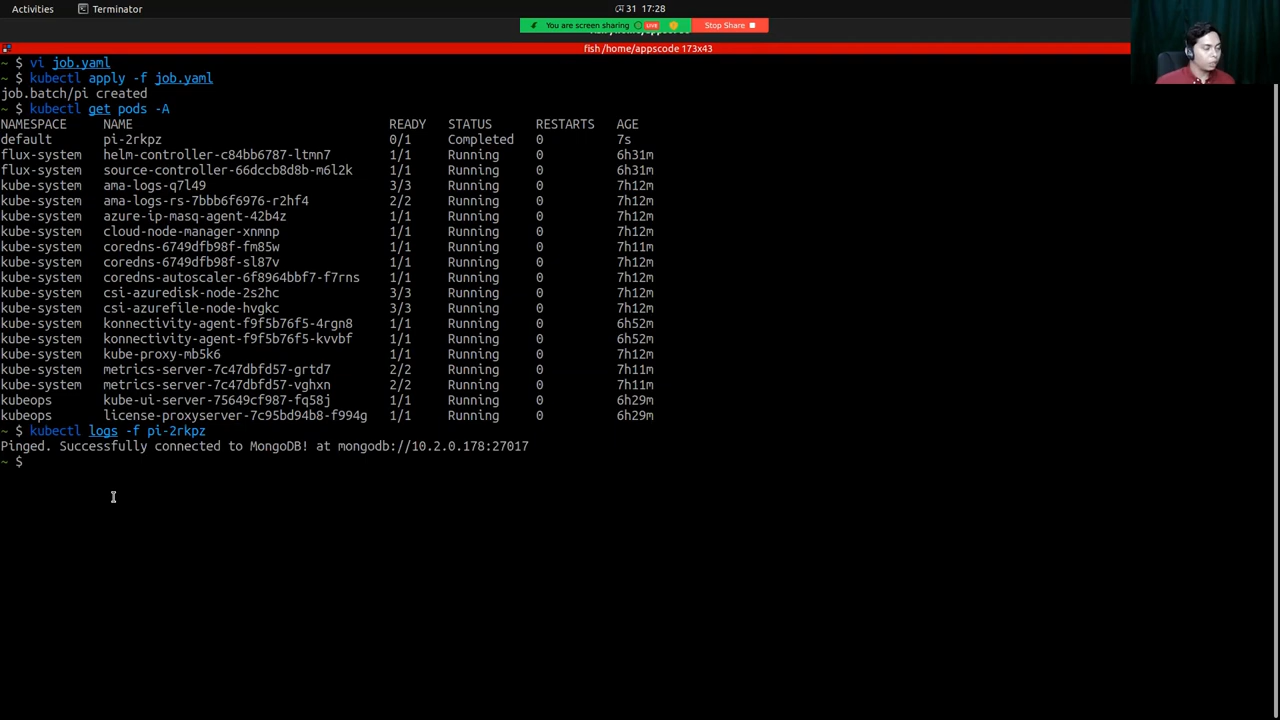 Activities
Terminator
31 17:28
You are screen sharing
LIVE
Stop Share
fish /home/appscode 173x43
~ $ vi job.yaml
~ $ kubectl apply -f job.yaml
job.batch/pi created
~ $ kubectl get pods -A
NAMESPACE NAME READY STATUS RESTARTS AGE
default pi-2rkpz 0/1 Completed 0 7s
flux-system helm-controller-c84bb6787-ltmn7 1/1 Running 0 6h31m
flux-system source-controller-66dccb8d8b-m6l2k 1/1 Running 0 6h31m
kube-system ama-logs-q7l49 3/3 Running 0 7h12m
kube-system ama-logs-rs-7bbb6f6976-r2hf4 2/2 Running 0 7h12m
kube-system azure-ip-masq-agent-42b4z 1/1 Running 0 7h12m
kube-system cloud-node-manager-xnmnp 1/1 Running 0 7h12m
kube-system coredns-6749dfb98f-fm85w 1/1 Running 0 7h11m
kube-system coredns-6749dfb98f-sl87v 1/1 Running 0 7h12m
kube-system coredns-autoscaler-6f8964bbf7-f7rns 1/1 Running 0 7h12m
kube-system csi-azuredisk-node-2s2hc 3/3 Running 0 7h12m
kube-system csi-azurefile-node-hvgkc 3/3 Running 0 7h12m
kube-system konnectivity-agent-f9f5b76f5-4rgn8 1/1 Running 0 6h52m
kube-system konnectivity-agent-f9f5b76f5-kvvbf 1/1 Running 0 6h52m
kube-system kube-proxy-mb5k6 1/1 Running 0 7h12m
kube-system metrics-server-7c47dbfd57-grtd7 2/2 Running 0 7h11m
kube-system metrics-server-7c47dbfd57-vghxn 2/2 Running 0 7h11m
kubeops kube-ui-server-75649cf987-fq58j 1/1 Running 0 6h29m
kubeops license-proxyserver-7c95bd94b8-f994g 1/1 Running 0 6h29m
~ $ kubectl logs -f pi-2rkpz
Pinged. Successfully connected to MongoDB! at mongodb://10.2.0.178:27017
~ $